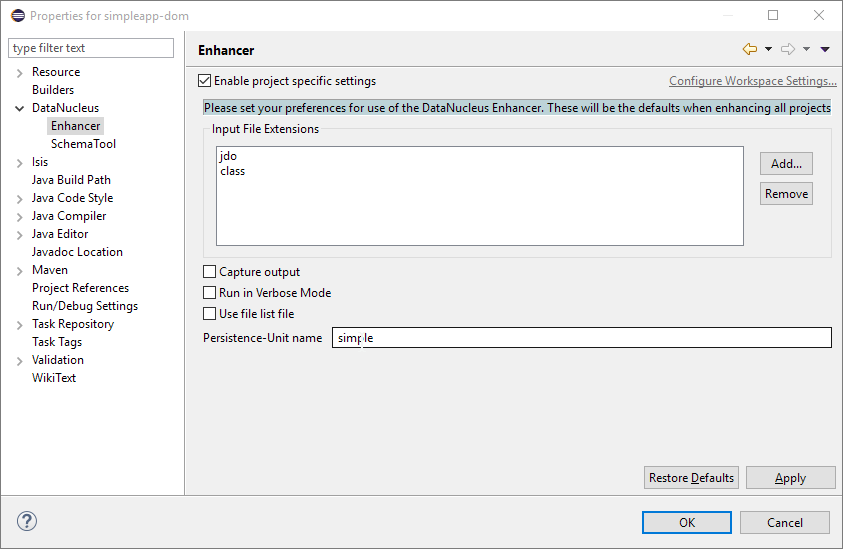 Properties for simpleapp-dom
type filter text
Resource
Builders
DataNucleus
Enhancer
SchemaTool
Isis
Java Build Path
Java Code Style
Java Compiler
Java Editor
Javadoc Location
Maven
Project References
Run/Debug Settings
Task Repository
Task Tags
Validation
WikiText
Enhancer
Enable project specific settings
Configure Workspace Settings...
Please set your preferences for use of the DataNucleus Enhancer. These will be the defaults when enhancing all projects
Input File Extensions
jdo
class
Add...
Remove
Capture output
Run in Verbose Mode
Use file list file
Persistence-Unit name
simple
Restore Defaults
Apply
?
OK
Cancel